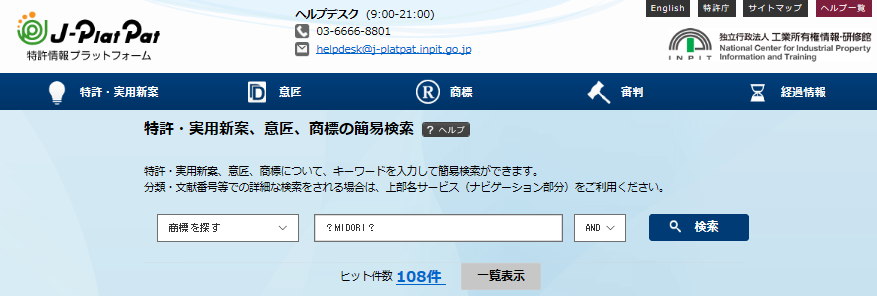 J-PlatPat
特許情報プラットフォーム
ヘルプデスク (9:00-21:00)
03-6666-8801
helpdesk@j-platpat.inpit.go.jp
English 特許庁 サイトマップ ヘルプ一覧
INPIT
独立行政法人 工業所有権情報・研修館
National Center for Industrial Property
Information and Training
特許・実用新案 D 意匠 R 商標 審判 経過情報
特許・実用新案、意匠、商標の簡易検索 ? ヘルプ
特許・実用新案、意匠、商標について、キーワードを入力して簡易検索ができます。
分類・文献番号等での詳細な検索をされる場合は、上部各サービス（ナビゲーション部分）をご利用ください。
商標を探す ？MIDORI？ AND 検索
ヒット件数 108件 一覧表示